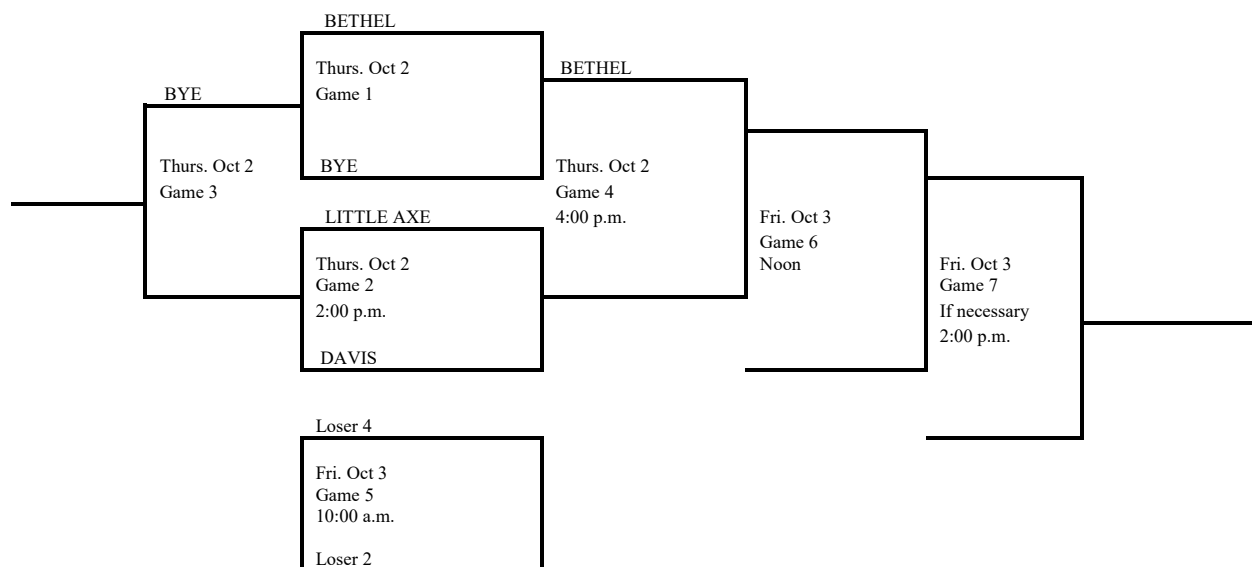 BETHEL
Thurs. Oct 2
Game 1
BYE
BETHEL
BYE
Thurs. Oct 2
Game 3
Thurs. Oct 2
Game 4
4:00 p.m.
LITTLE AXE
Thurs. Oct 2
Game 2
2:00 p.m.
DAVIS
Fri. Oct 3
Game 6
Noon
Fri. Oct 3
Game 7
If necessary
2:00 p.m.
Loser 4
Fri. Oct 3
Game 5
10:00 a.m.
Loser 2